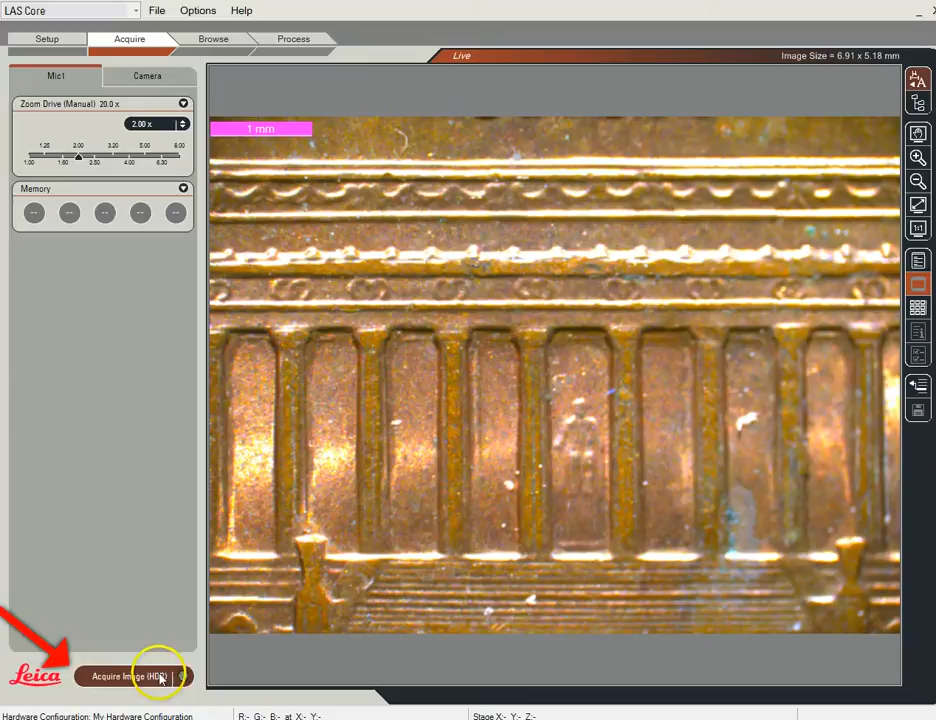 LAS Core File Options Help
Setup Acquire Browse Process
Live Image Size = 6.91 x 5.18 mm
Mic1 Camera
Zoom Drive (Manual) 20.0 x
2.00 x
1.25 2.00 3.20 5.00 8.00
1.00 1.60 2.50 4.00 6.30
Memory
-- -- -- -- --
1 mm
A
1:1
Leica
Acquire Image (HDR)
Hardware Configuration: My Hardware Configuration R:- G:- B:- at X:- Y:- Stage X:- Y:- Z:-